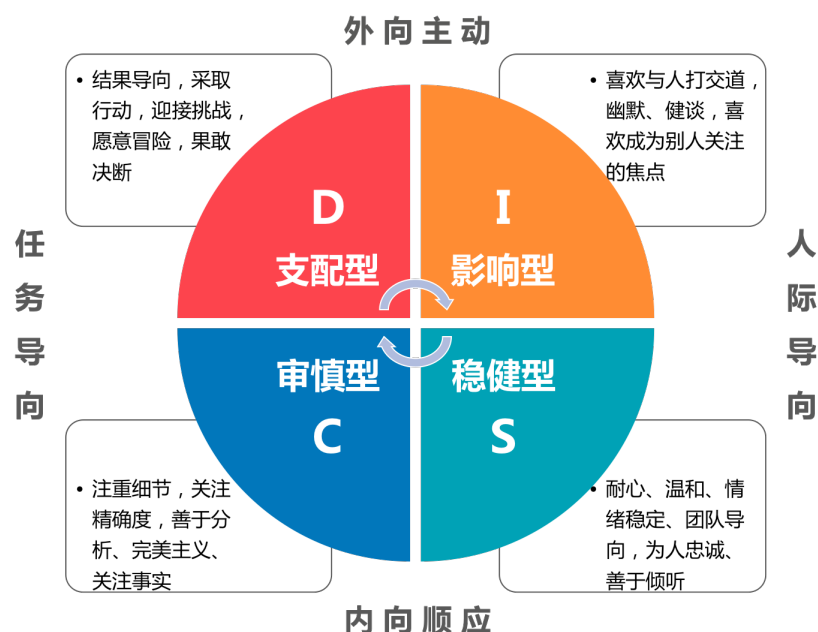 外向主动
• 结果导向，采取
行动，迎接挑战，
愿意冒险，果敢
决断
• 喜欢与人打交道，
幽默、健谈，喜
欢成为别人关注
的焦点
D
支配型
I
影响型
任务导向
人际导向
审慎型
C
稳健型
S
• 注重细节，关注
精确度，善于分
析、完美主义、
关注事实
• 耐心、温和、情
绪稳定、团队导
向，为人忠诚、
善于倾听
内向顺应